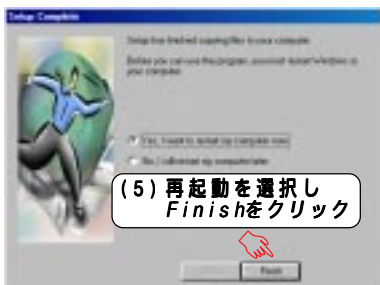 Setup Complete
Setup has finished copying files to your computer.
Before you can use the program, you must restart Windows or
your computer.
Yes, I want to restart my computer now.
No, I will restart my computer later.
(5)再起動を選択し
Finishをクリック
Finish